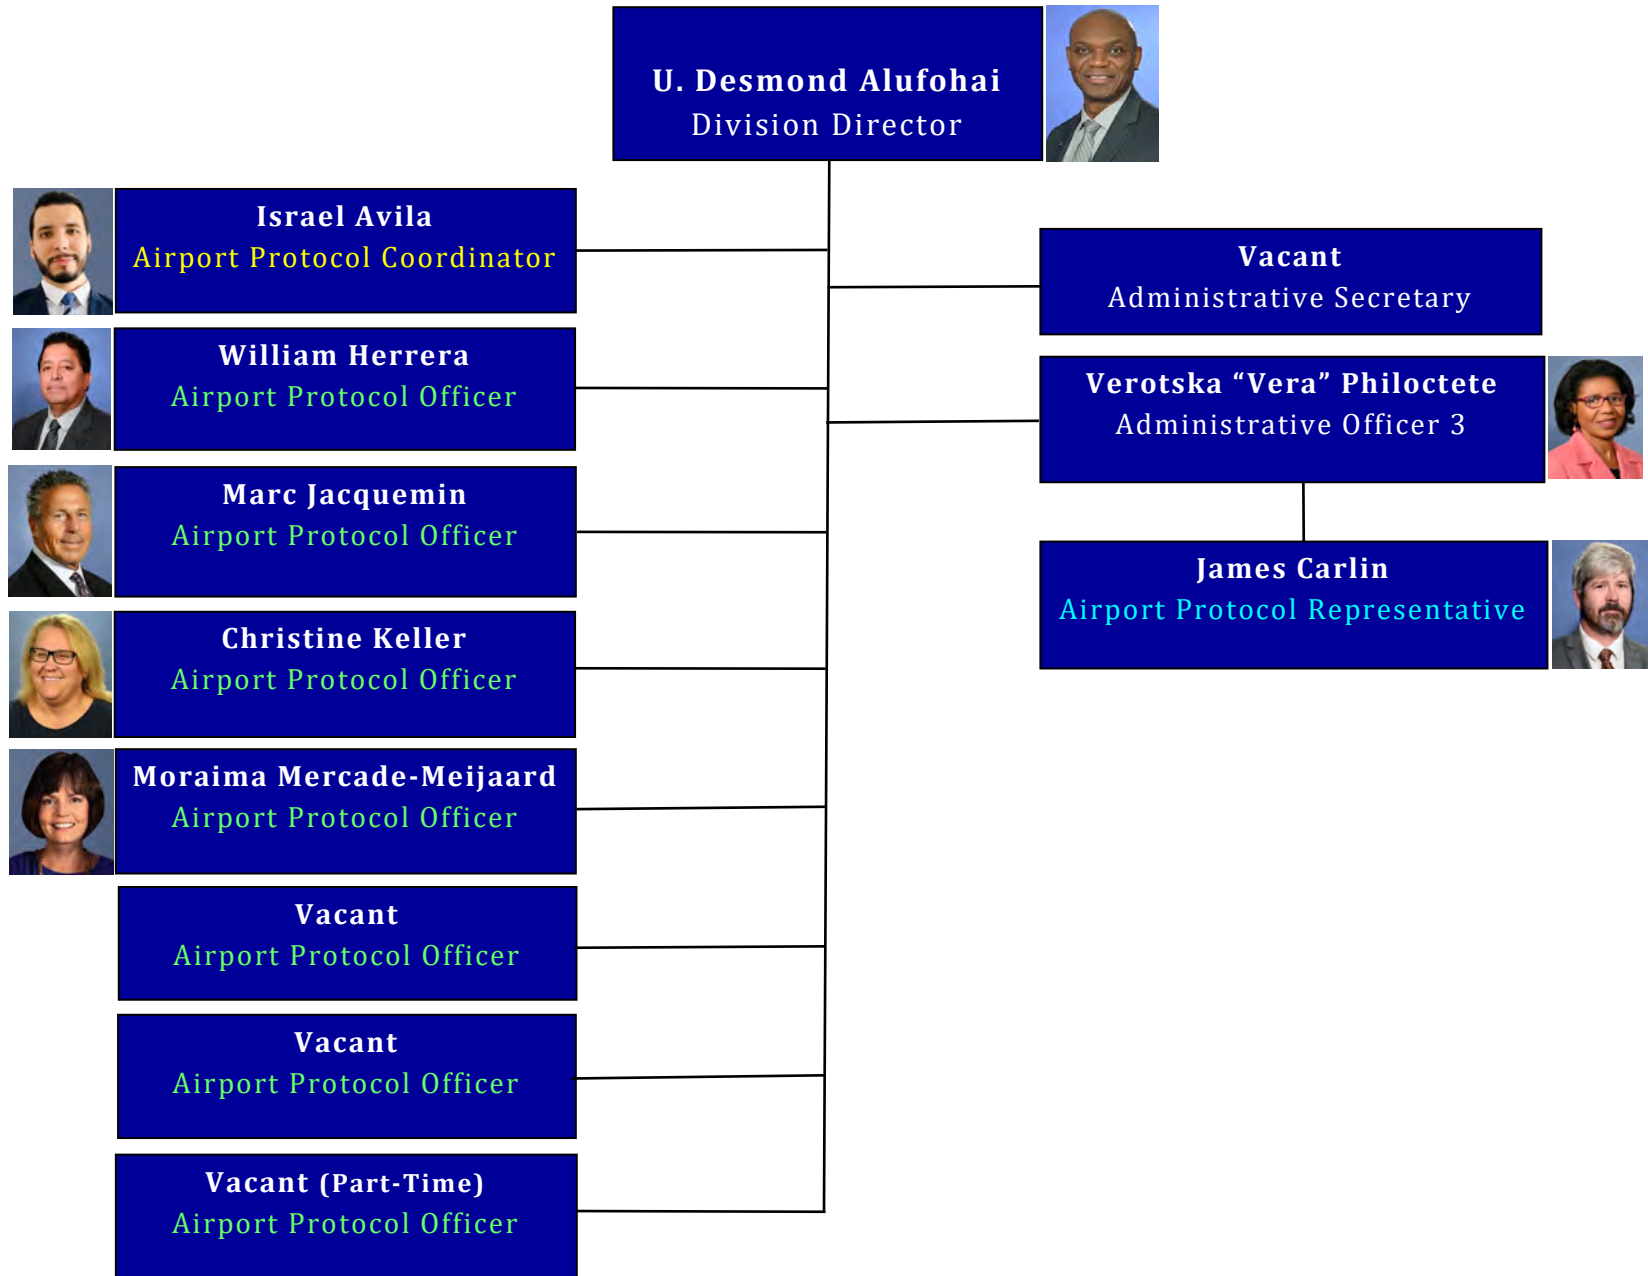 U. Desmond Alufohai
Division Director
Israel Avila
Airport Protocol Coordinator
William Herrera
Airport Protocol Officer
Marc Jacquemin
Airport Protocol Officer
Christine Keller
Airport Protocol Officer
Moraima Mercade-Meijaard
Airport Protocol Officer
Vacant
Airport Protocol Officer
Vacant
Airport Protocol Officer
Vacant (Part-Time)
Airport Protocol Officer
Vacant
Administrative Secretary
Verotska “Vera” Philoctete
Administrative Officer 3
James Carlin
Airport Protocol Representative